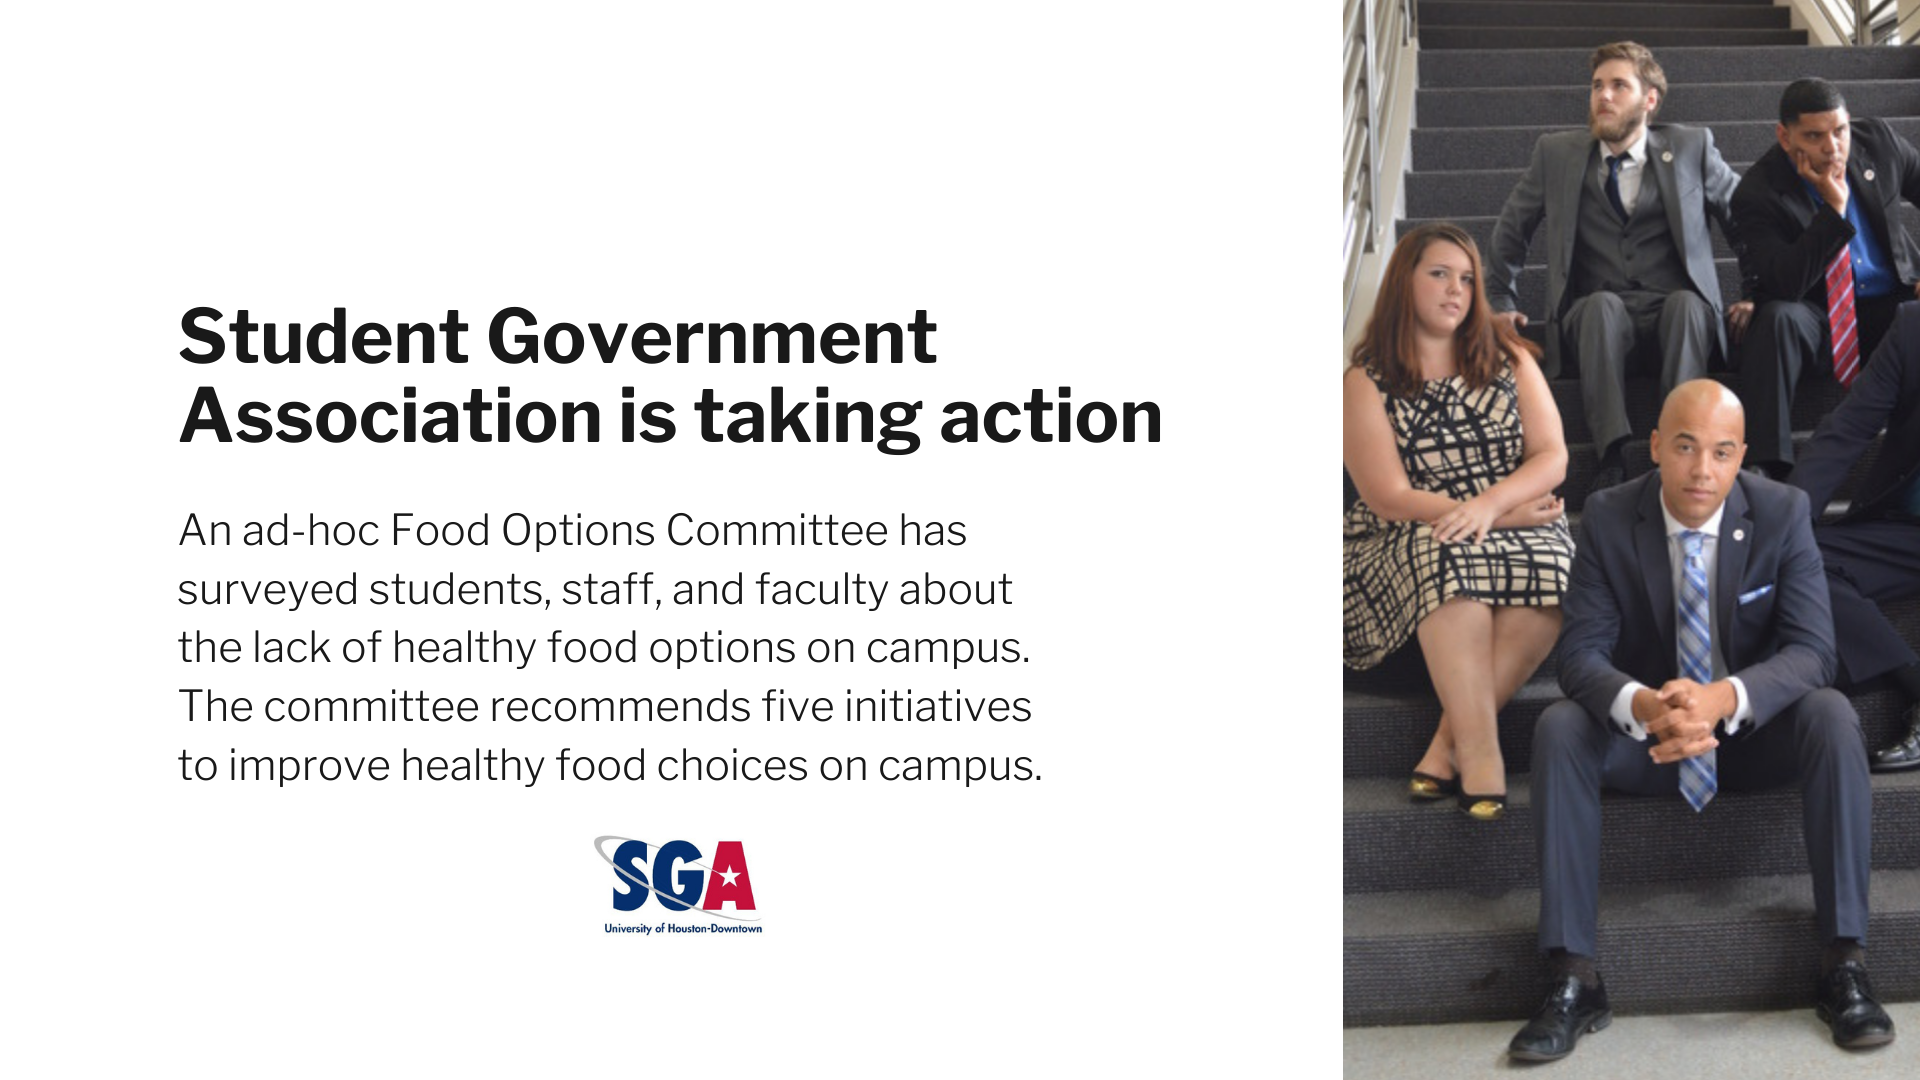 Student Government
Association is taking action
An ad-hoc Food Options Committee has
surveyed students, staff, and faculty about
the lack of healthy food options on campus.
The committee recommends five initiatives
to improve healthy food choices on campus.
SGA
University of Houston-Downtown